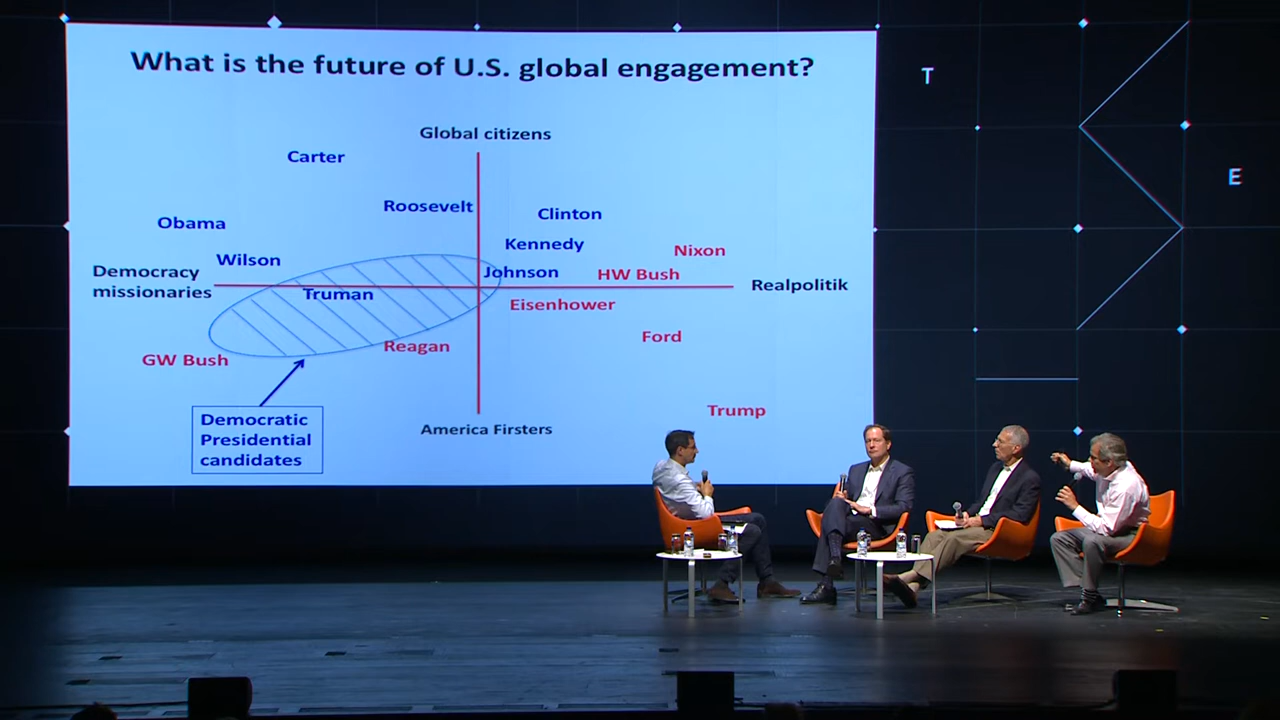 What is the future of U.S. global engagement?
T
Global citizens
Carter
E
Roosevelt
Clinton
Obama
Kennedy
Nixon
Wilson
Democracy
missionaries
Johnson
HW Bush
Realpolitik
Truman
Eisenhower
Ford
Reagan
GW Bush
Trump
Democratic
Presidential
candidates
America Firsters